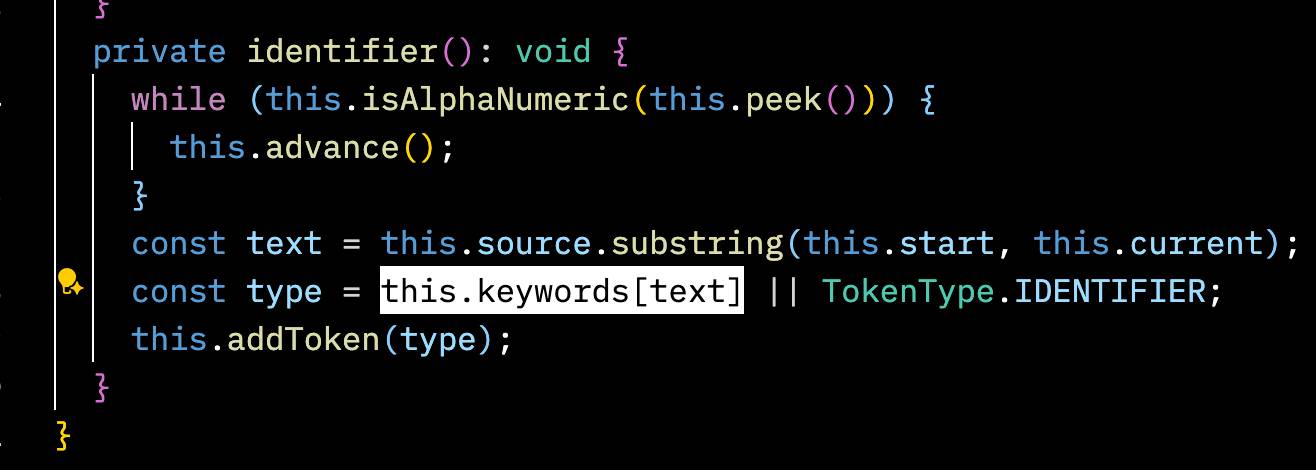 }
private identifier(): void {
while (this.isAlphaNumeric(this.peek())) {
this.advance();
}
const text = this.source.substring(this.start, this.current);
const type = this.keywords[text] || TokenType.IDENTIFIER;
this.addToken(type);
}
}